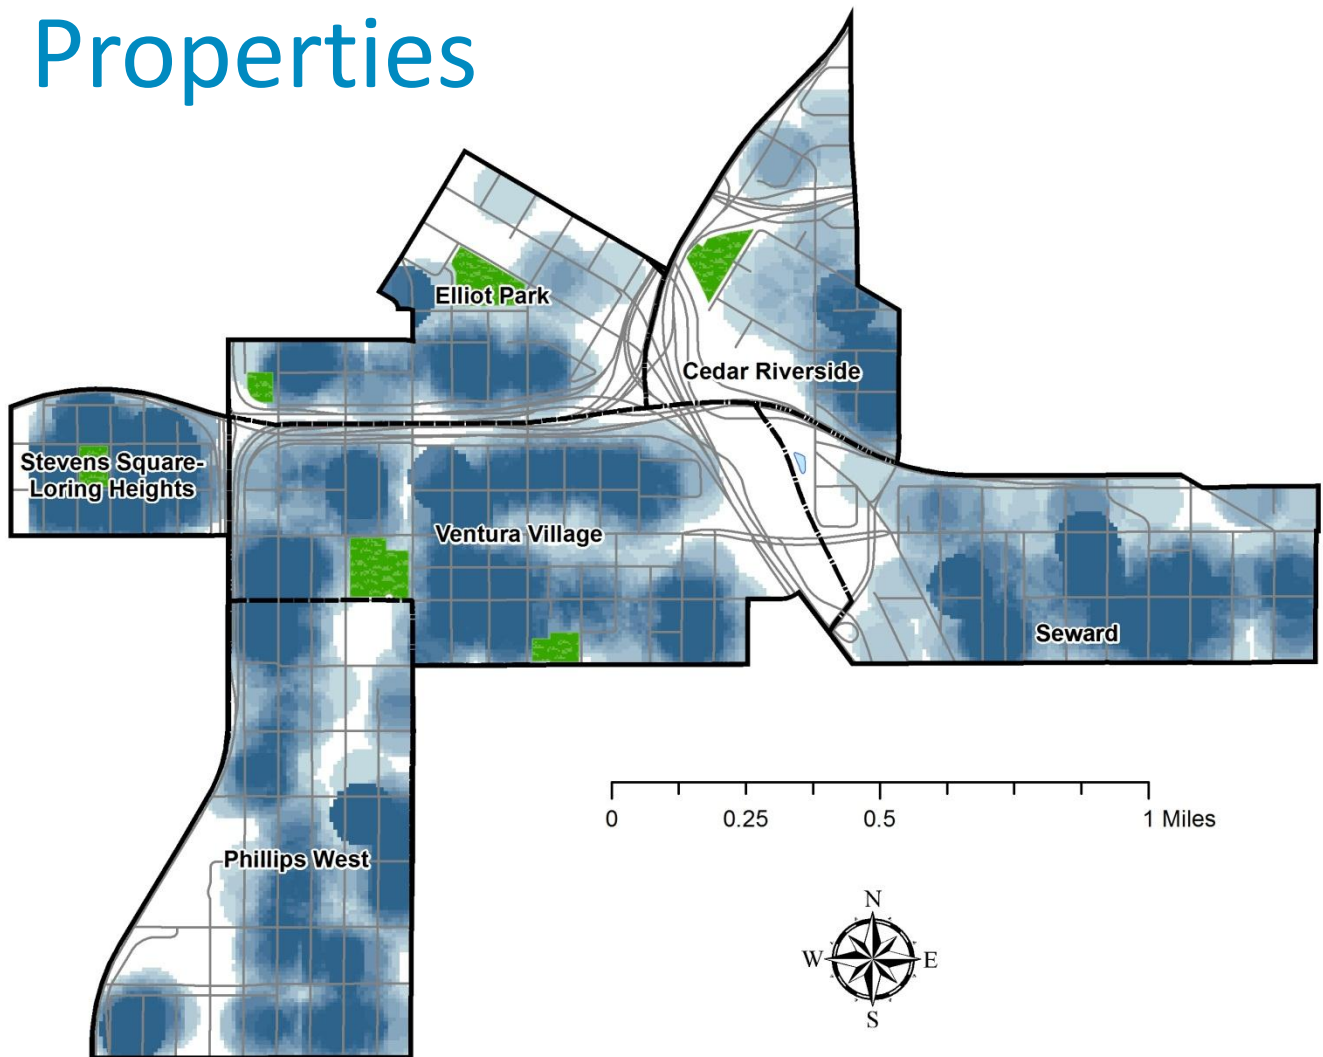 Properties
Elliot Park
Cedar Riverside
Stevens Square-
Loring Heights
Ventura Village
Seward
Phillips West
0 0.25 0.5 1 Miles
N
W E
S